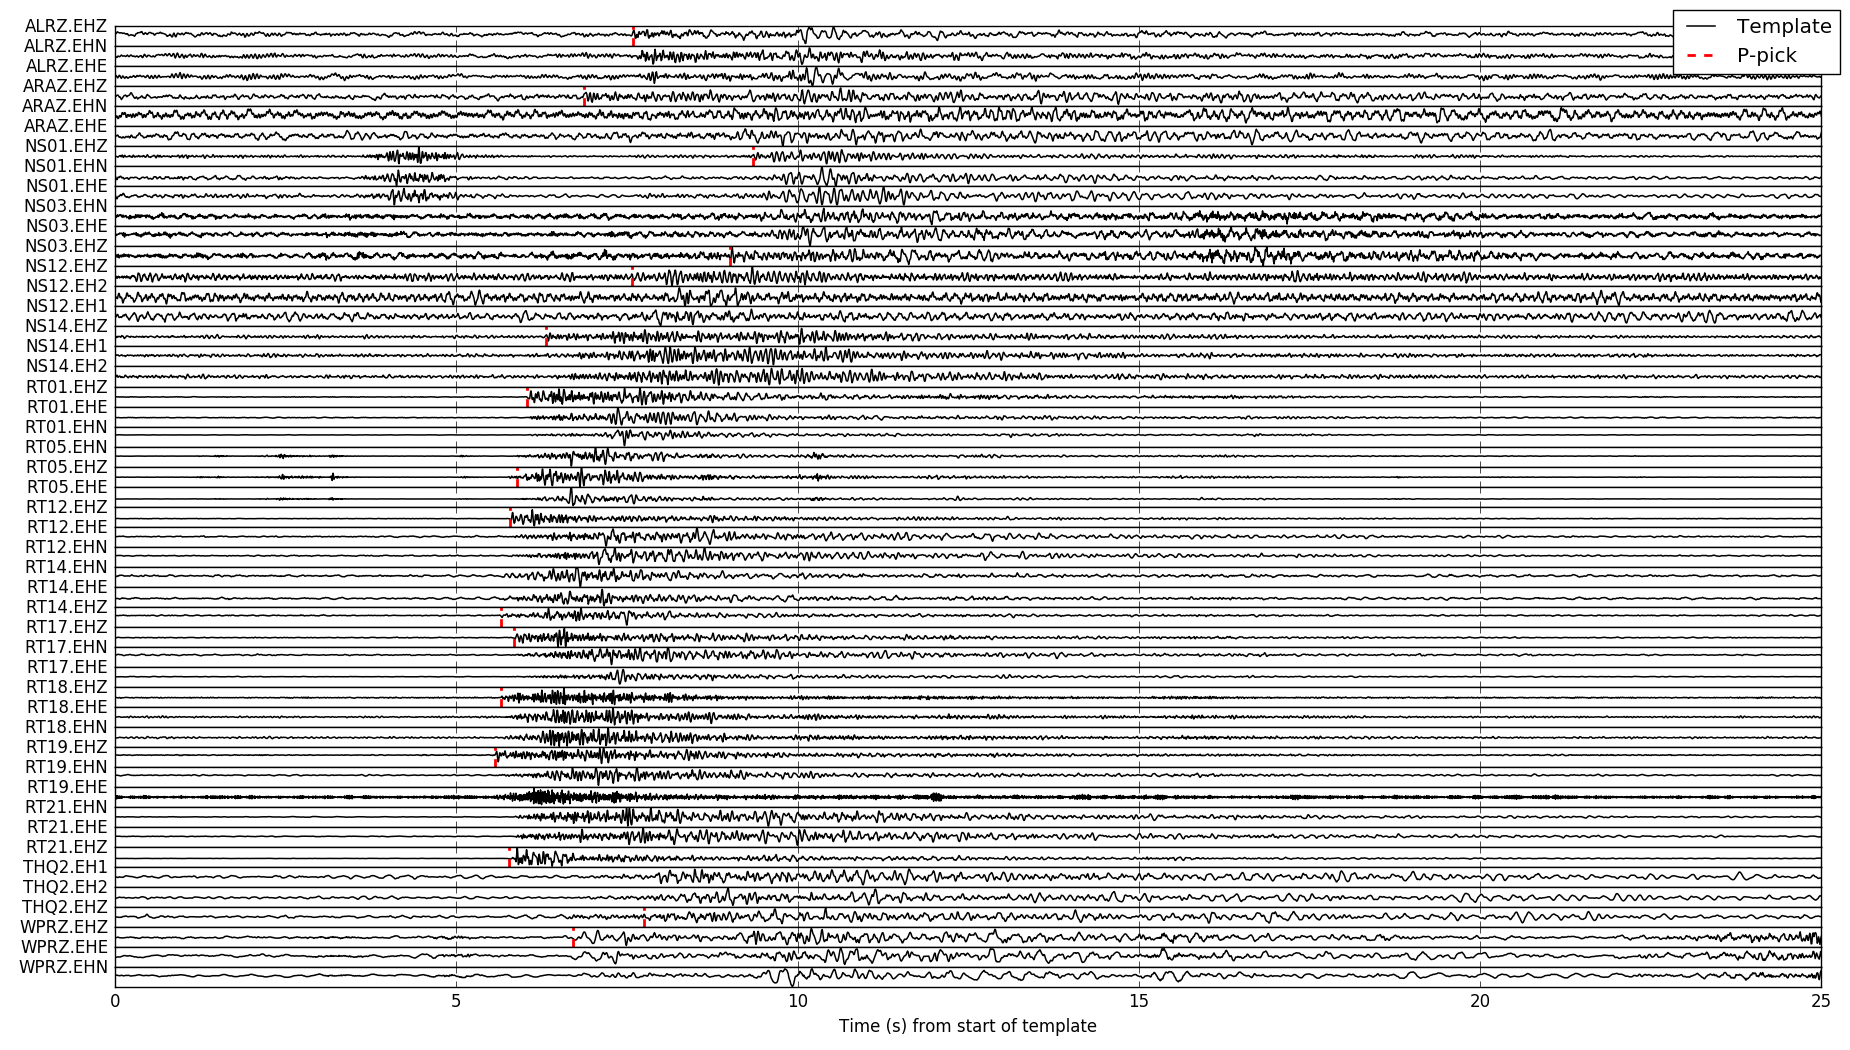 ALRZ.EHZ
ALRZ.EHN
ALRZ.EHE
ARAZ.EHZ
ARAZ.EHN
ARAZ.EHE
NS01.EHZ
NS01.EHN
NS01.EHE
NS03.EHN
NS03.EHE
NS03.EHZ
NS12.EHZ
NS12.EH2
NS12.EH1
NS14.EHZ
NS14.EH1
NS14.EH2
RT01.EHZ
RT01.EHE
RT01.EHN
RT05.EHN
RT05.EHZ
RT05.EHE
RT12.EHZ
RT12.EHE
RT12.EHN
RT14.EHN
RT14.EHE
RT14.EHZ
RT17.EHZ
RT17.EHN
RT17.EHE
RT18.EHZ
RT18.EHE
RT18.EHN
RT19.EHZ
RT19.EHN
RT19.EHE
RT21.EHN
RT21.EHE
RT21.EHZ
THQ2.EH1
THQ2.EH2
THQ2.EHZ
WPRZ.EHZ
WPRZ.EHE
WPRZ.EHN
Template
P-pick
0 5 10 15 20 25
Time (s) from start of template